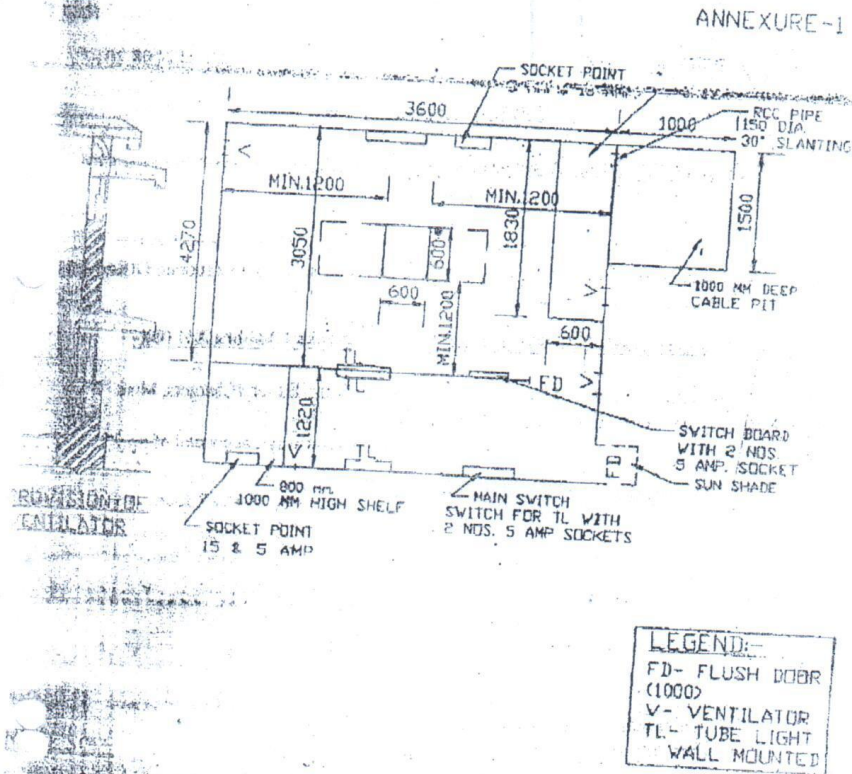 ANNEXURE-1
SOCKET POINT
3600
1000
RCC PIPE
150 DIA.
30° SLANTING
MIN.1200
MIN.1200
4270
3050
600
1830
1500
600
MIN.1200
1000 MM DEEP
CABLE PIT
600
TL
TL
FD
1220
TL
FD
V
V
V
V
SWITCH BOARD
WITH 2 NOS.
5 AMP. SOCKET
SUN SHADE
800 MM
1000 MM HIGH SHELF
MAIN SWITCH
SWITCH FOR TL WITH
2 NOS. 5 AMP SOCKETS
SOCKET POINT
15 & 5 AMP
PROVISION OF
VENTILATOR
LEGEND:-
FD- FLUSH DOOR
(1000)
V- VENTILATOR
TL- TUBE LIGHT
WALL MOUNTED